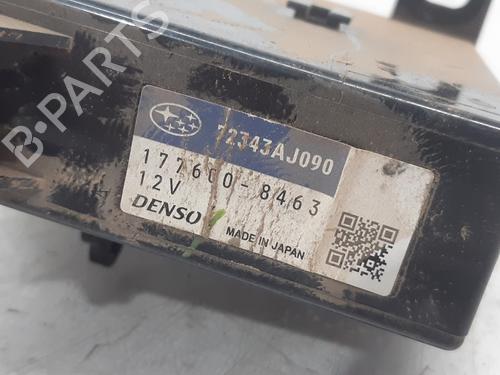 B-PARTS
72343AJ090
177600-8463
12V
DENSO
MADE IN JAPAN